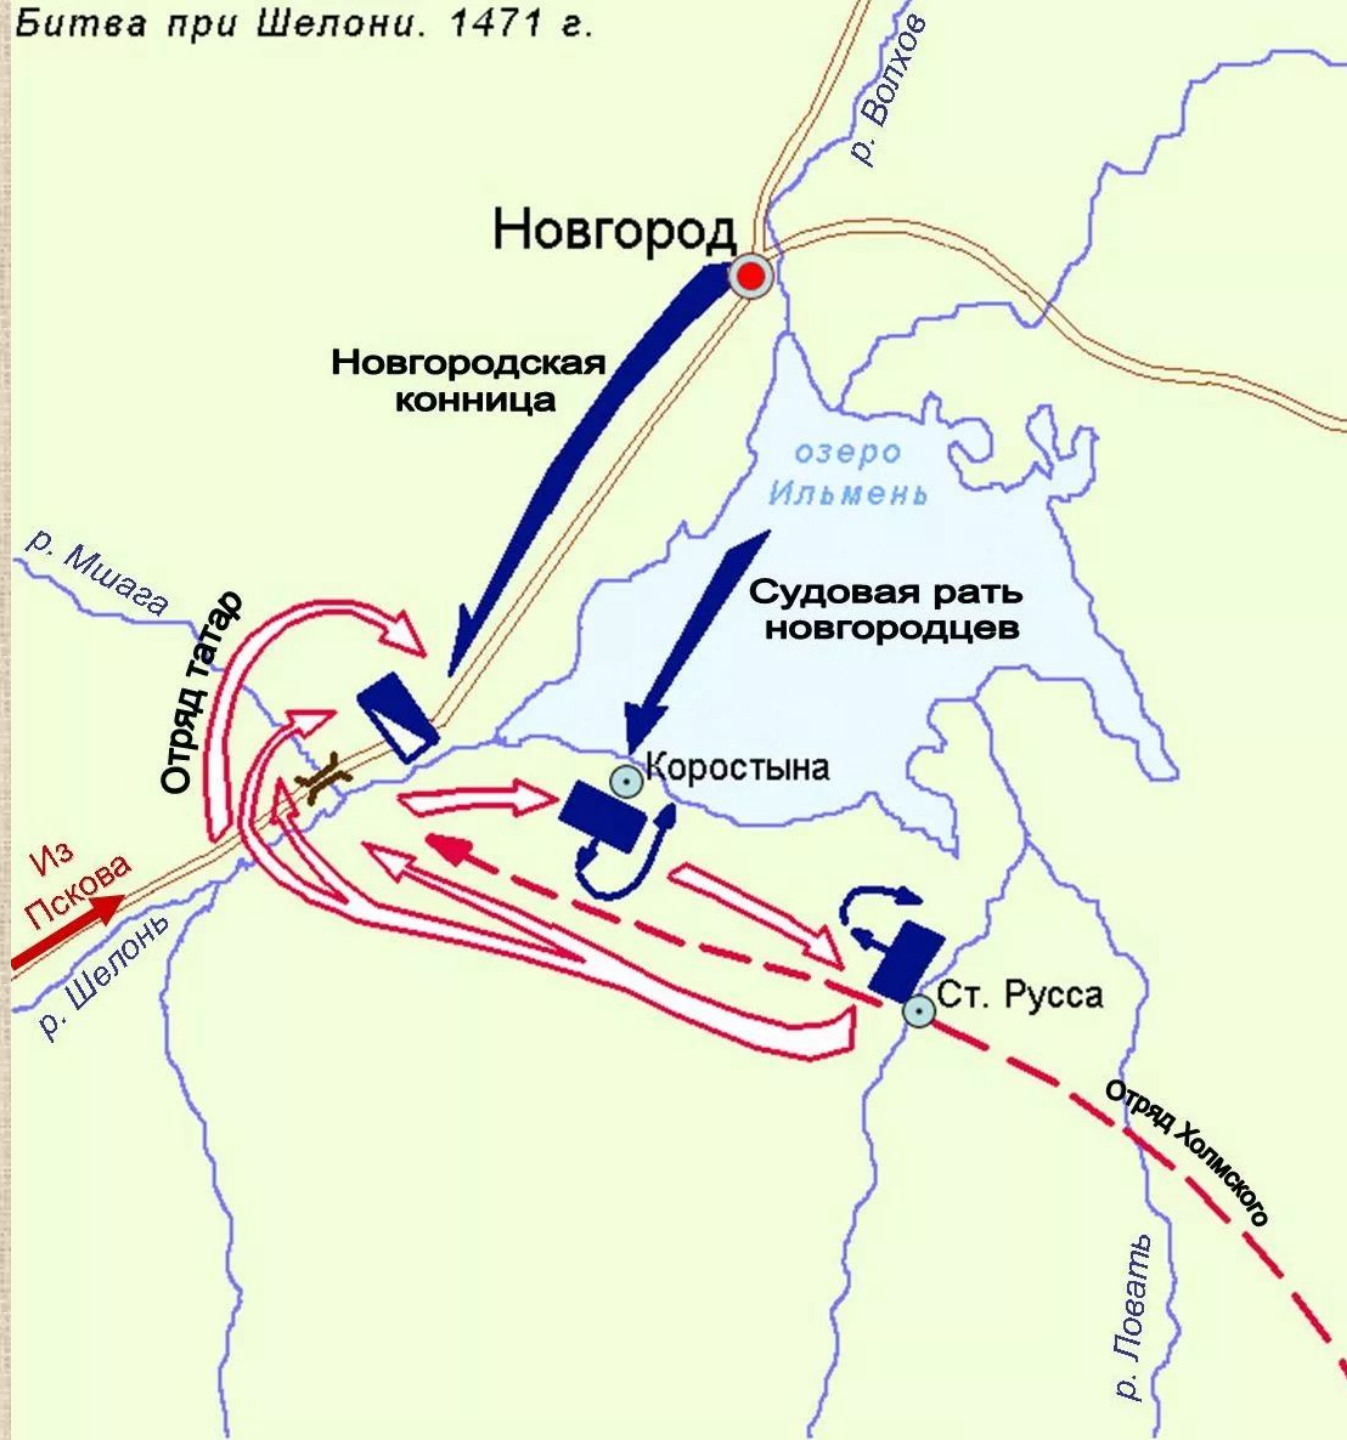 Битва при Шелони. 1471 г.
р. Волхов
Новгород
Новгородская
конница
озеро
Ильмень
р. Мшага
Судовая рать
новгородцев
Отряд татар
Коростына
Из
Пскова
р. Шелонь
Ст. Русса
Отряд Холмского
р. Ловать